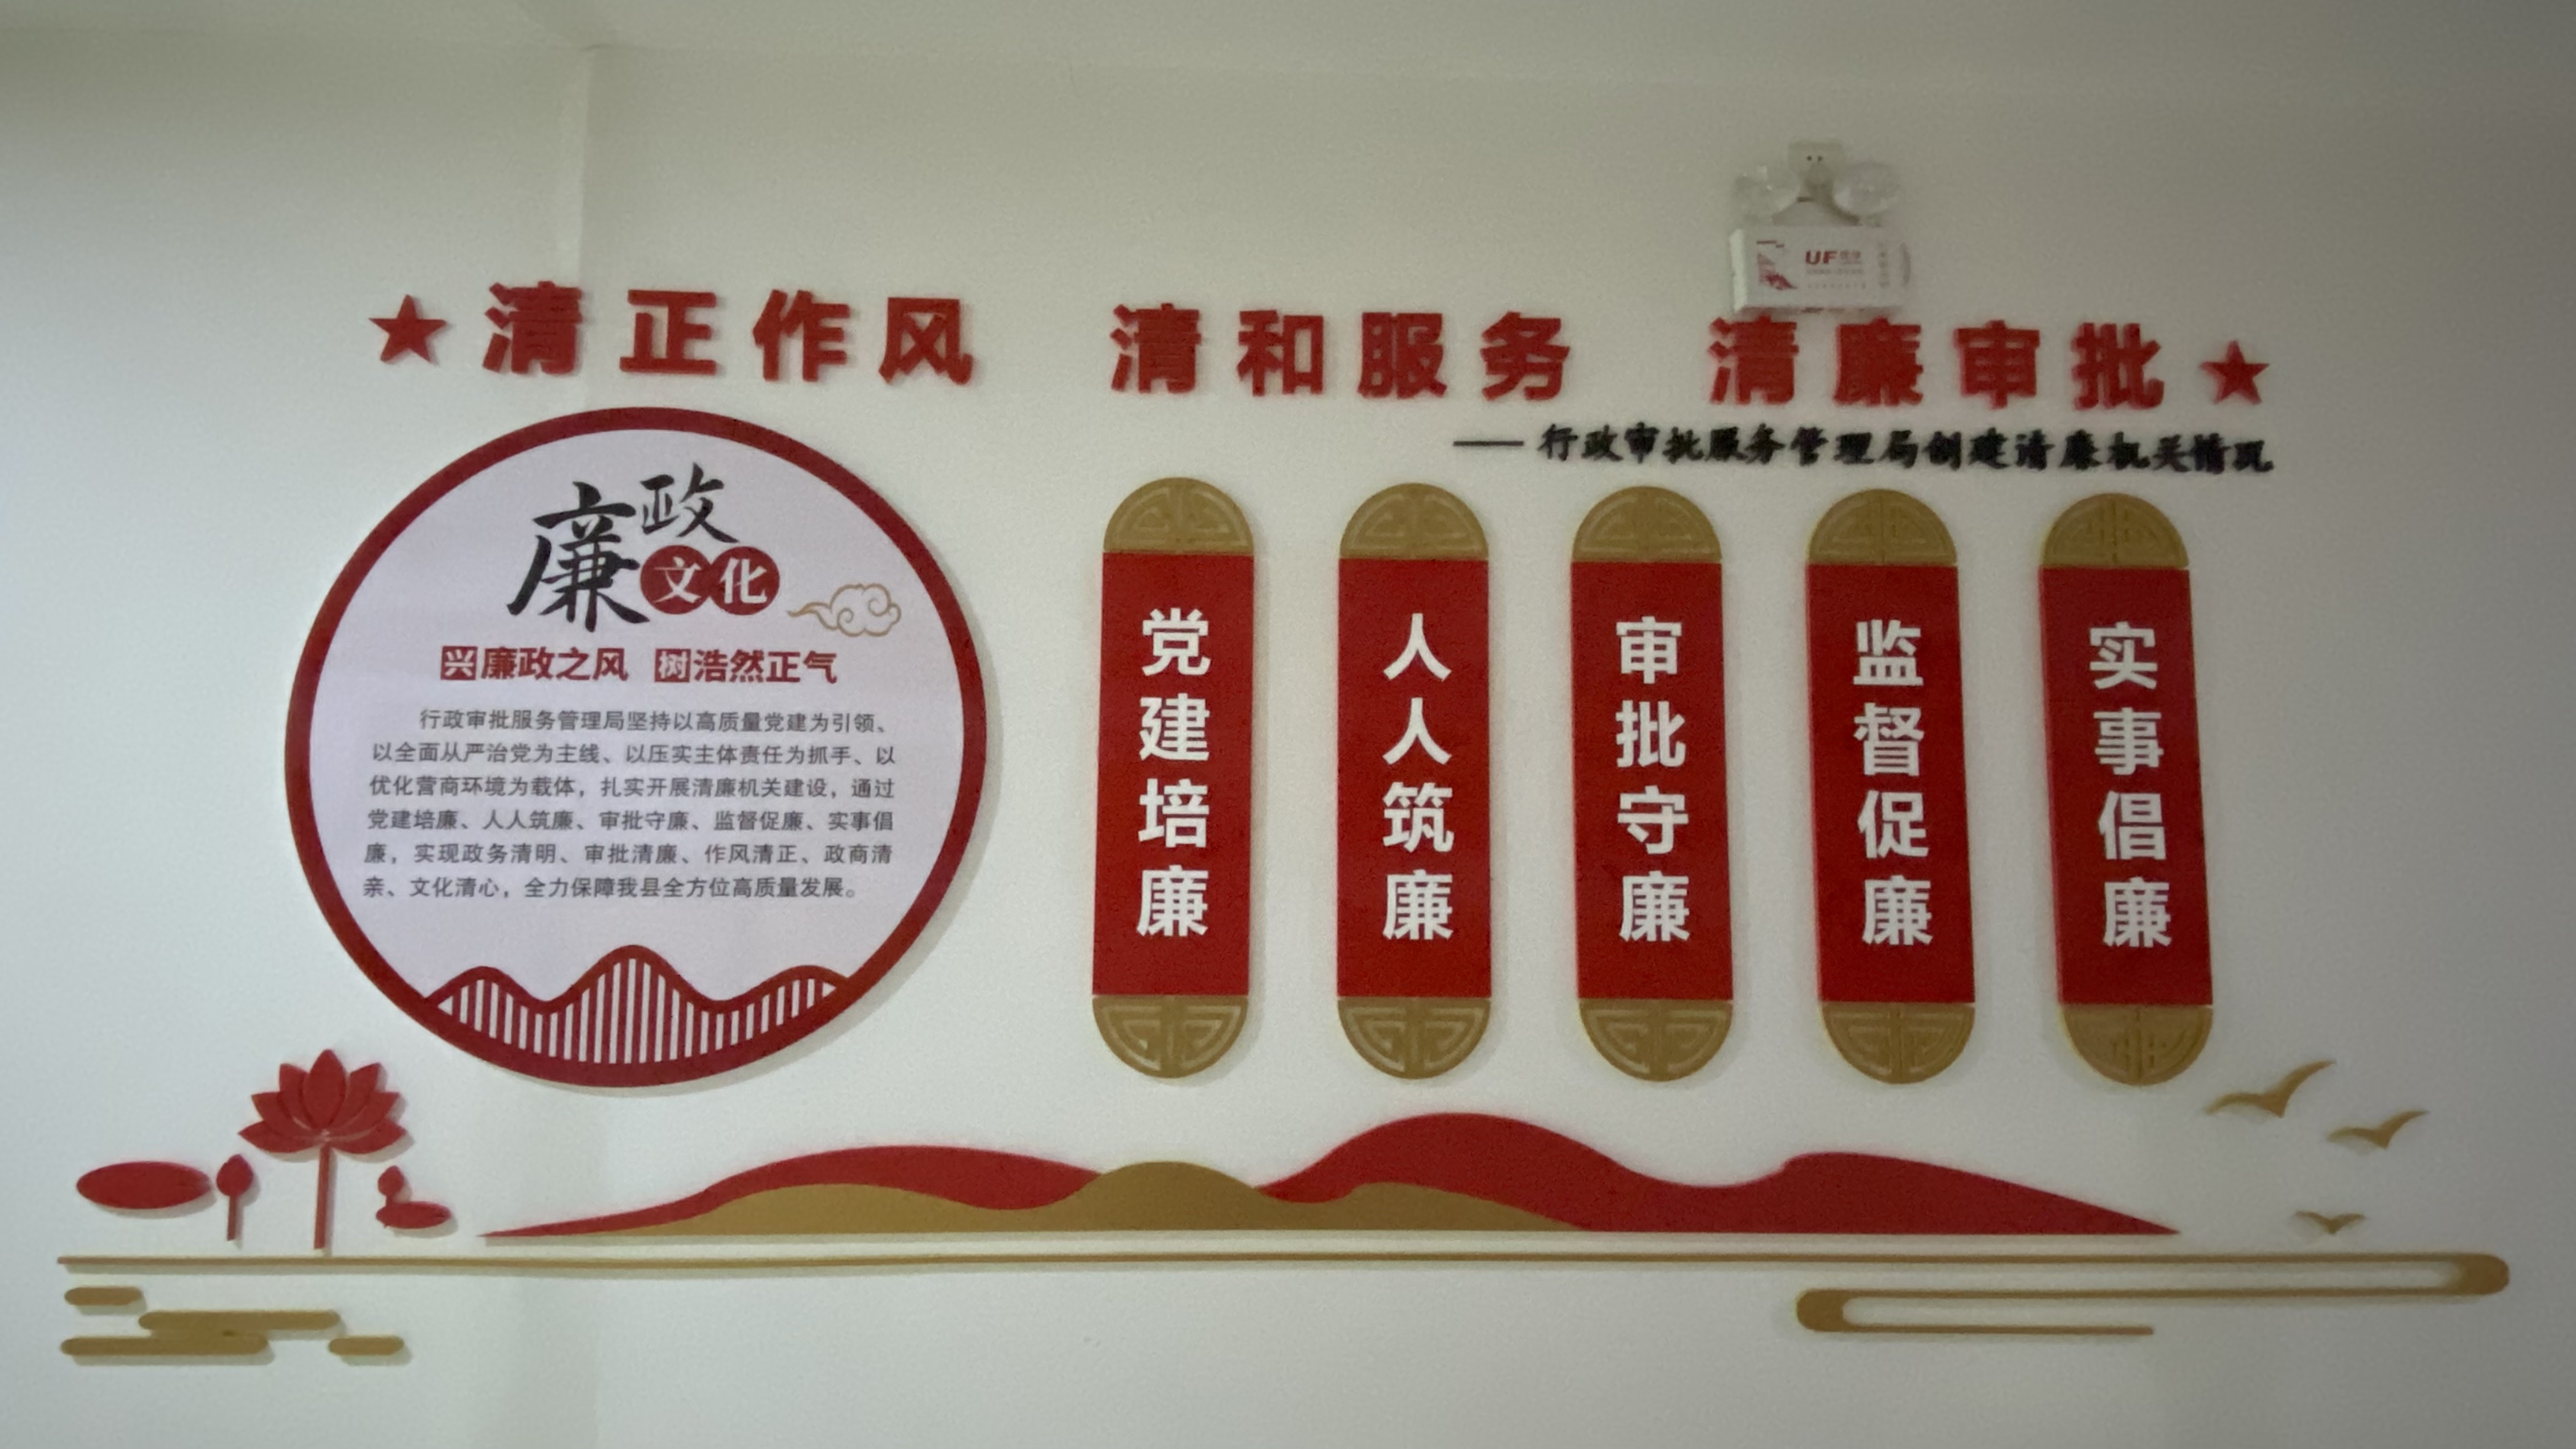 清正作风 清和服务 清廉审批
——行政审批服务管理局创建清廉机关情况
廉政
文化
兴廉政之风 树浩然正气
行政审批服务管理局坚持以高质量党建为引领、
以全面从严治党为主线、以压实主体责任为抓手、以
优化营商环境为载体，扎实开展清廉机关建设，通过
党建培廉、人人筑廉、审批守廉、监督促廉、实事倡
廉，实现政务清明、审批清廉、作风清正、政商清
亲、文化清心，全力保障我县全方位高质量发展。
党建培廉
人人筑廉
审批守廉
监督促廉
实事倡廉
UF